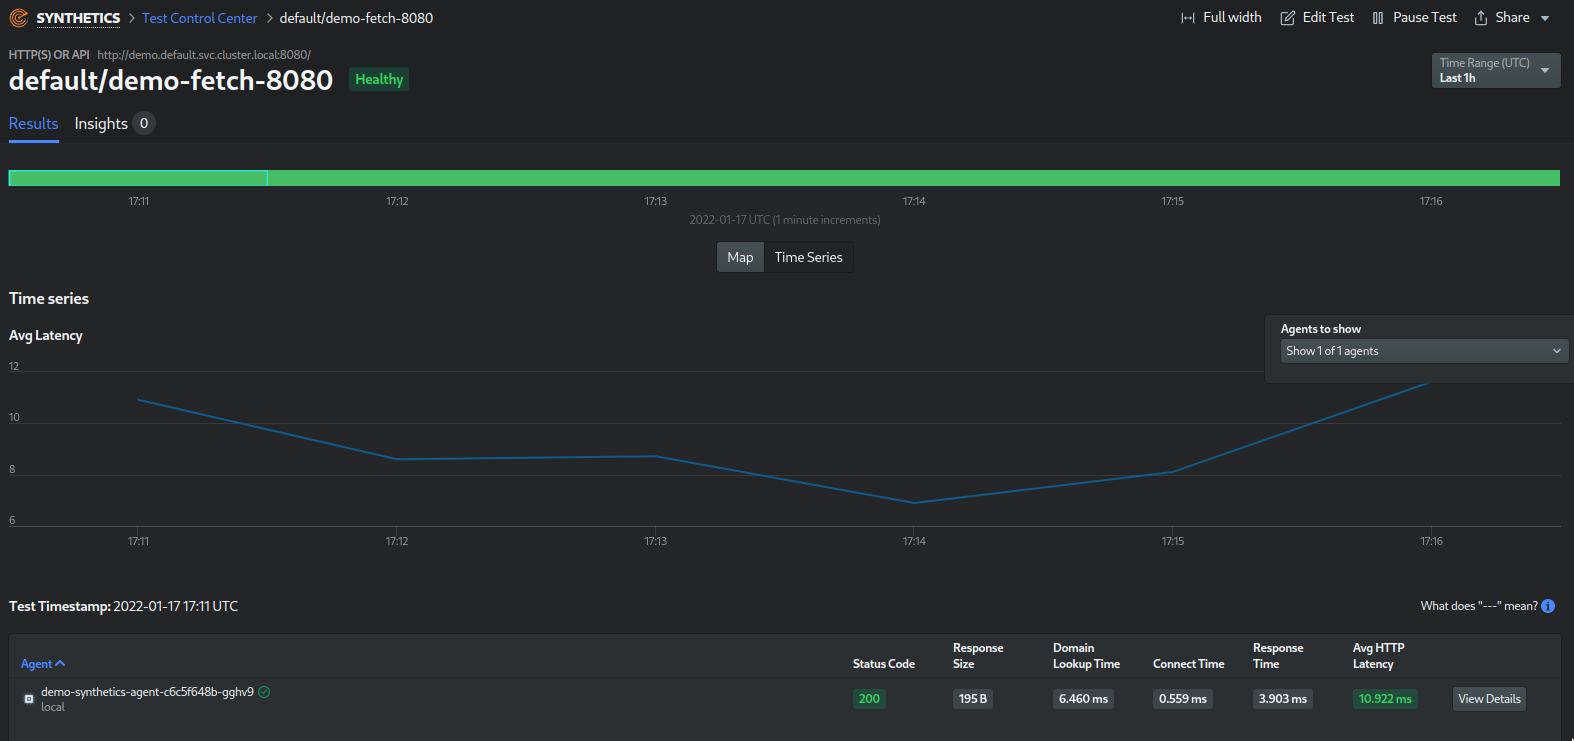 SYNTHETICS > Test Control Center > default/demo-fetch-8080
Full width Edit Test Pause Test Share
HTTP(S) OR API http://demo.default.svc.cluster.local:8080/
default/demo-fetch-8080 Healthy
Time Range (UTC)
Last 1h
Results Insights 0
17:11 17:12 17:13 17:14 17:15 17:16
2022-01-17 UTC (1 minute increments)
Map Time Series
Time series
Avg Latency
Agents to show
Show 1 of 1 agents
12
10
8
6
17:11 17:12 17:13 17:14 17:15 17:16
Test Timestamp: 2022-01-17 17:11 UTC
What does "---" mean? i
Agent
Status Code
Response
Size
Domain
Lookup Time
Connect Time
Response
Time
Avg HTTP
Latency
demo-synthetics-agent-c6c5f648b-gghv9
local
200 195 B 6.460 ms 0.559 ms 3.903 ms 10.922 ms View Details